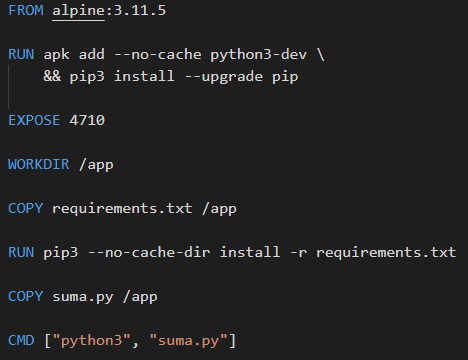 FROM alpine:3.11.5
RUN apk add --no-cache python3-dev \
&& pip3 install --upgrade pip
EXPOSE 4710
WORKDIR /app
COPY requirements.txt /app
RUN pip3 --no-cache-dir install -r requirements.txt
COPY suma.py /app
CMD ["python3", "suma.py"]